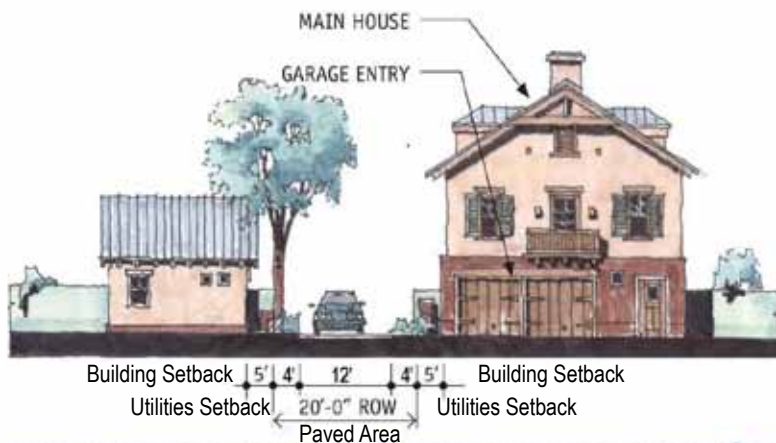 MAIN HOUSE
GARAGE ENTRY
Building Setback 5' 4' 12' 4' 5' Building Setback
Utilities Setback 20'-0" ROW Utilities Setback
Paved Area